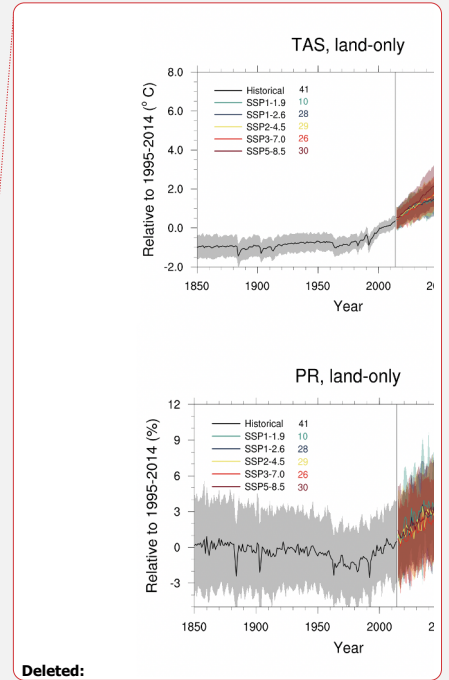 TAS, land-only
Relative to 1995-2014 (° C)
8.0
6.0
4.0
2.0
0.0
-2.0
Historical 41
SSP1-1.9 10
SSP1-2.6 28
SSP2-4.5 29
SSP3-7.0 26
SSP5-8.5 30
1850 1900 1950 2000 20
Year
PR, land-only
Relative to 1995-2014 (%)
12
9
6
3
0
-3
Historical 41
SSP1-1.9 10
SSP1-2.6 28
SSP2-4.5 29
SSP3-7.0 26
SSP5-8.5 30
1850 1900 1950 2000 2
Year
Deleted: